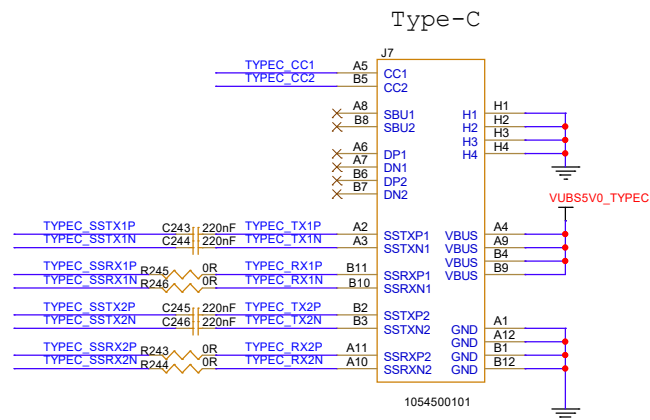 Type-C
J7
TYPEC_CC1 A5 CC1
TYPEC_CC2 B5 CC2
A8 SBU1 H1 H1
B8 SBU2 H2 H2
H3 H3
H4 H4
A6 DP1
A7 DN1
B6 DP2
B7 DN2
VUBS5V0_TYPEC
TYPEC_SSTX1P C243 220nF TYPEC_TX1P A2 SSTXP1 VBUS A4
TYPEC_SSTX1N C244 220nF TYPEC_TX1N A3 SSTXN1 VBUS A9
VBUS B4
TYPEC_SSRX1P R245 0R TYPEC_RX1P B11 SSRXP1 VBUS B9
TYPEC_SSRX1N R246 0R TYPEC_RX1N B10 SSRXN1
TYPEC_SSTX2P C245 220nF TYPEC_TX2P B2 SSTXP2
TYPEC_SSTX2N C246 220nF TYPEC_TX2N B3 SSTXN2 GND A1
GND A12
TYPEC_SSRX2P R243 0R TYPEC_RX2P A11 SSRXP2 GND B1
TYPEC_SSRX2N R244 0R TYPEC_RX2N A10 SSRXN2 GND B12
1054500101